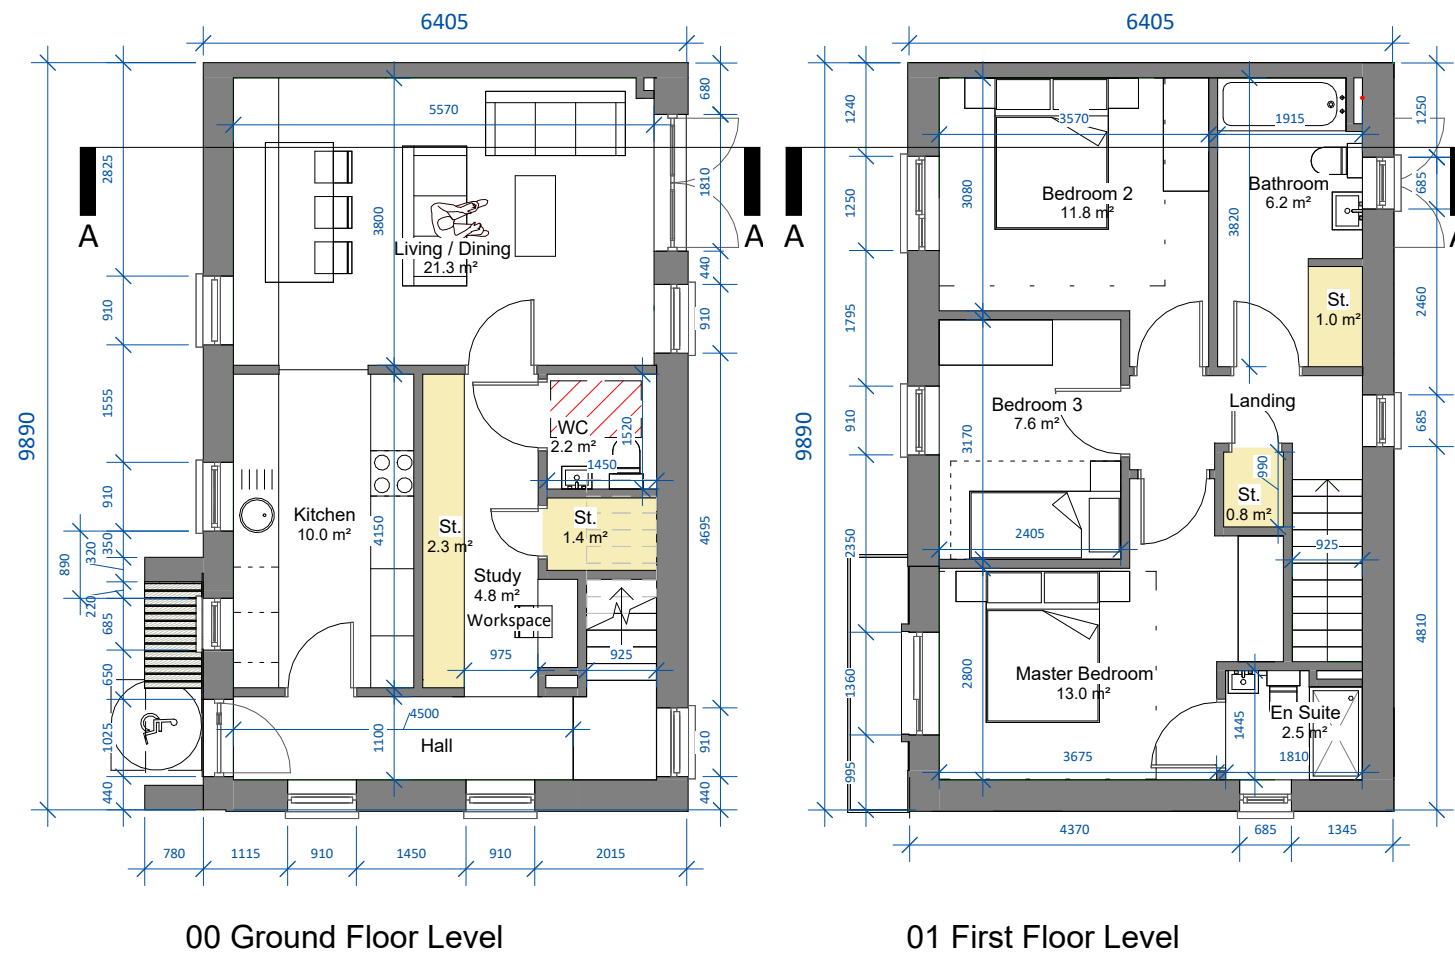 6405
6405
680
1240
1250
5570
3570
1915
2825
1810
685
3800
3080
Bedroom 2
11.8 m²
Bathroom
6.2 m²
1250
3820
A
A
A
Living / Dining
21.3 m²
440
910
910
1795
St.
1.0 m²
2460
1555
9890
9890
WC
2.2 m²
1520
1450
Bedroom 3
7.6 m²
910
3170
Landing
685
990
910
Kitchen
10.0 m²
4150
St.
2.3 m²
St.
1.4 m²
4695
St.
0.8 m²
2405
925
350
320
890
220
2350
Study
4.8 m²
Workspace
685
975
925
4810
650
1360
2800
Master Bedroom
13.0 m²
1025
4500
1100
Hall
910
1445
En Suite
2.5 m²
3675
1810
440
440
995
780
1115
910
1450
910
2015
4370
685
1345
00 Ground Floor Level
01 First Floor Level